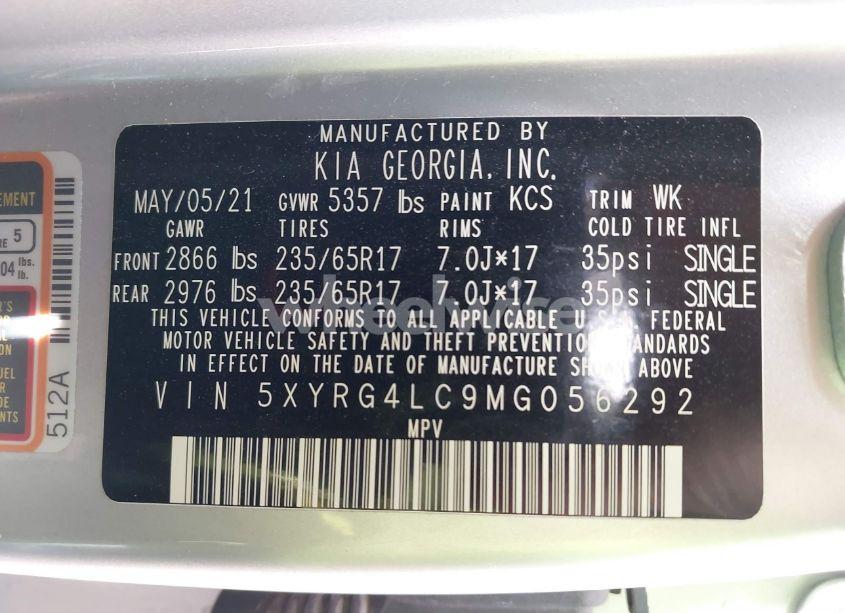 MANUFACTURED BY
KIA GEORGIA, INC.
MAY/05/21 GVWR 5357 lbs PAINT KCS TRIM WK
GAWR TIRES RIMS COLD TIRE INFL
FRONT 2866 lbs 235/65R17 7.0J*17 35psi SINGLE
REAR 2976 lbs 235/65R17 7.0J*17 35psi SINGLE
THIS VEHICLE CONFORMS TO ALL APPLICABLE U.S. FEDERAL
MOTOR VEHICLE SAFETY AND THEFT PREVENTION STANDARDS
IN EFFECT ON THE DATE OF MANUFACTURE SHOWN ABOVE
VIN 5XYRG4LC9MG056292
MPV
512A
5
lbs.